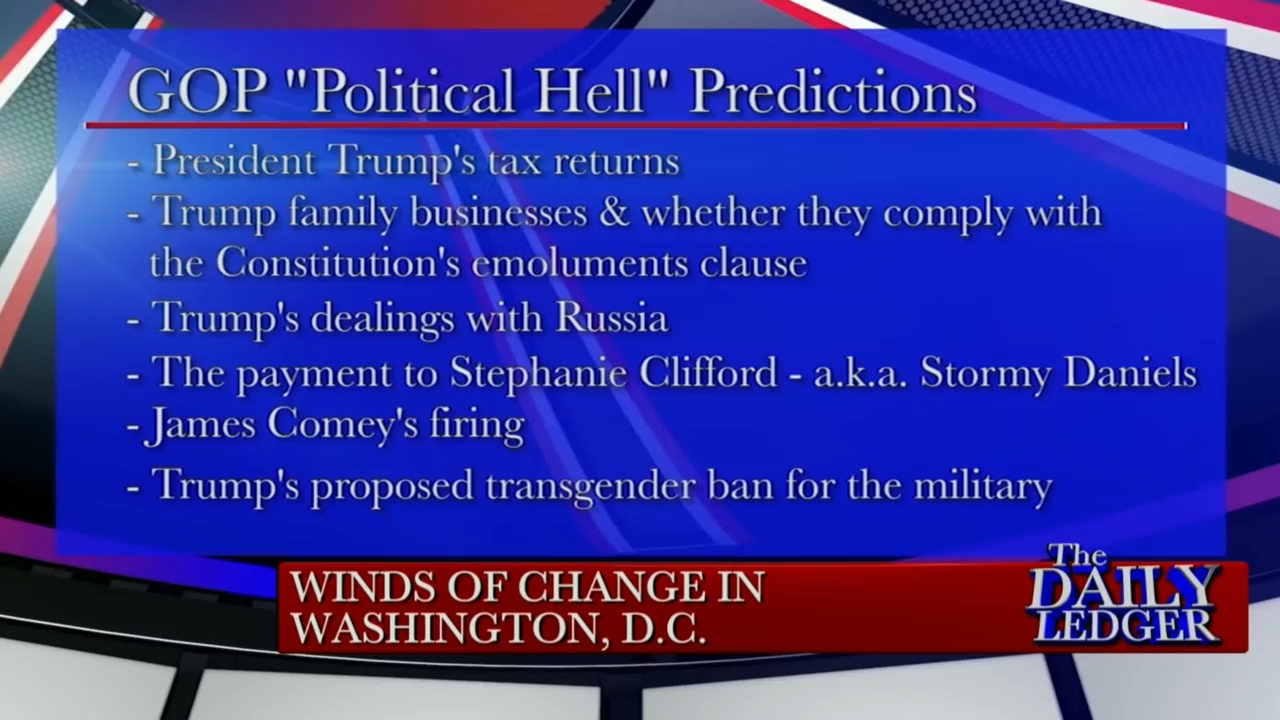 GOP "Political Hell" Predictions
- President Trump's tax returns
- Trump family businesses & whether they comply with
the Constitution's emoluments clause
- Trump's dealings with Russia
- The payment to Stephanie Clifford - a.k.a. Stormy Daniels
- James Comey's firing
- Trump's proposed transgender ban for the military
WINDS OF CHANGE IN
WASHINGTON, D.C.
The
DAILY
LEDGER